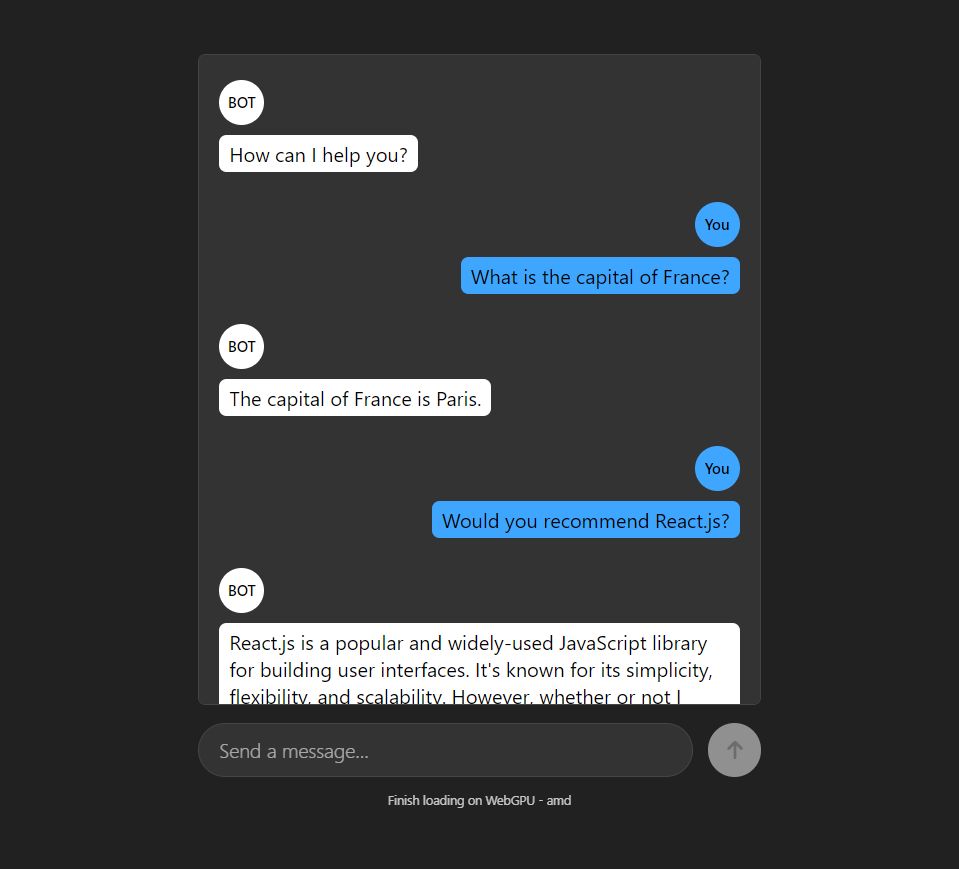 BOT
How can I help you?
You
What is the capital of France?
BOT
The capital of France is Paris.
You
Would you recommend React.js?
BOT
React.js is a popular and widely-used JavaScript library
for building user interfaces. It's known for its simplicity,
flexibility, and scalability. However, whether or not I
Send a message...
Finish loading on WebGPU - amd